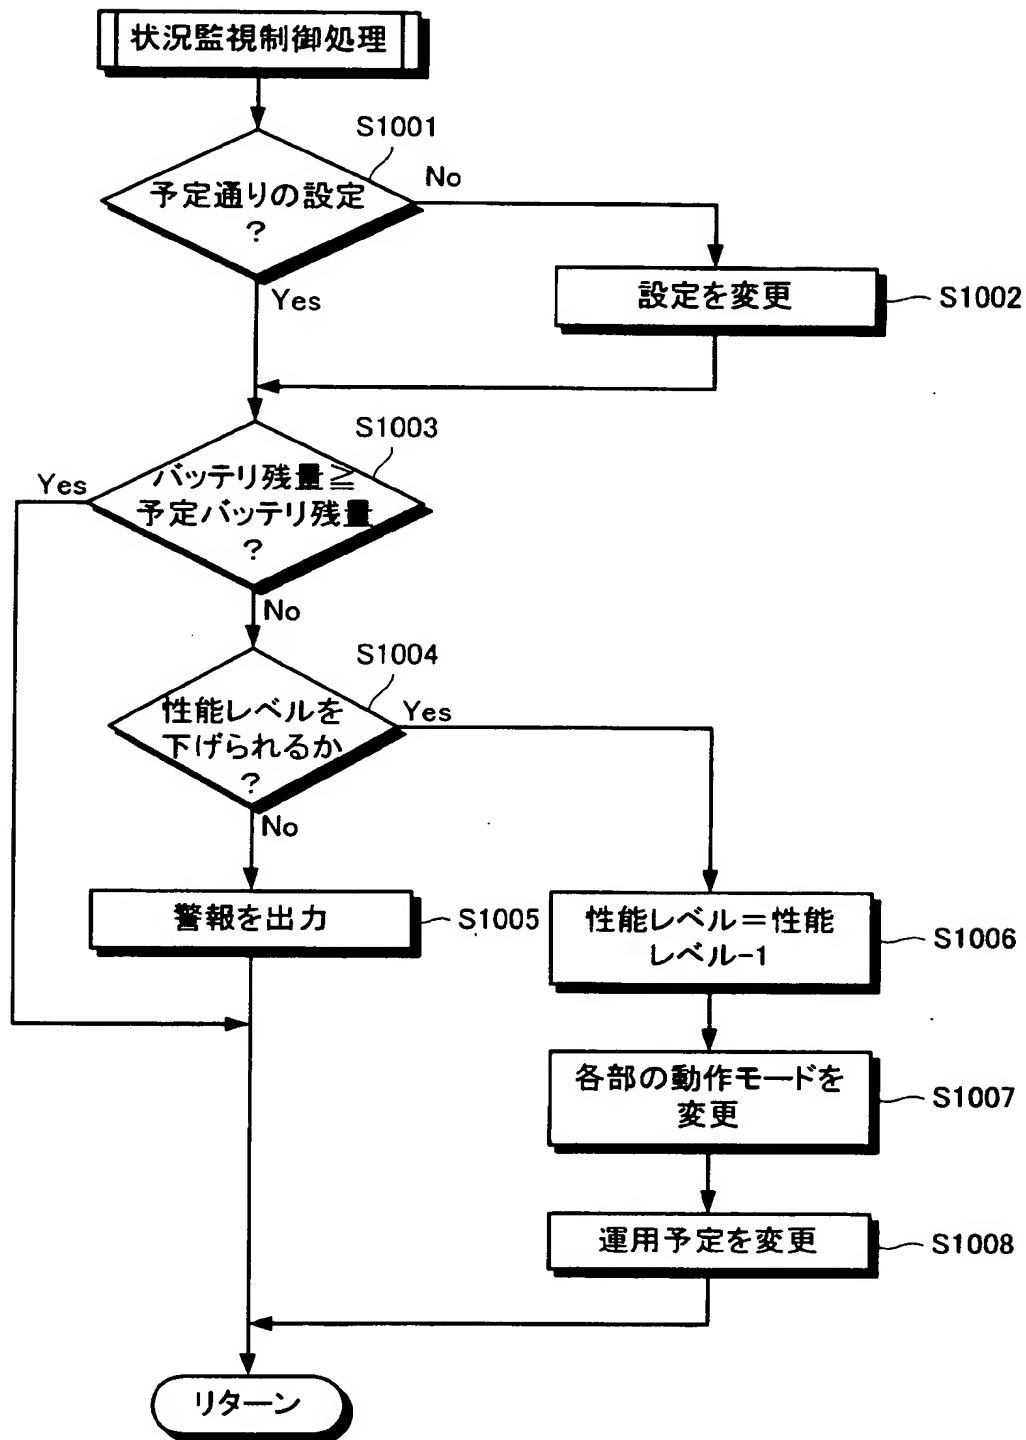 状況監視制御処理
S1001
予定通りの設定
?
No
Yes
設定を変更
S1002
S1003
Yes
バッテリ残量≧
予定バッテリ残量
?
No
S1004
性能レベルを
下げられるか
?
Yes
No
警報を出力
S1005
性能レベル=性能
レベル-1
S1006
各部の動作モードを
変更
S1007
運用予定を変更
S1008
リターン